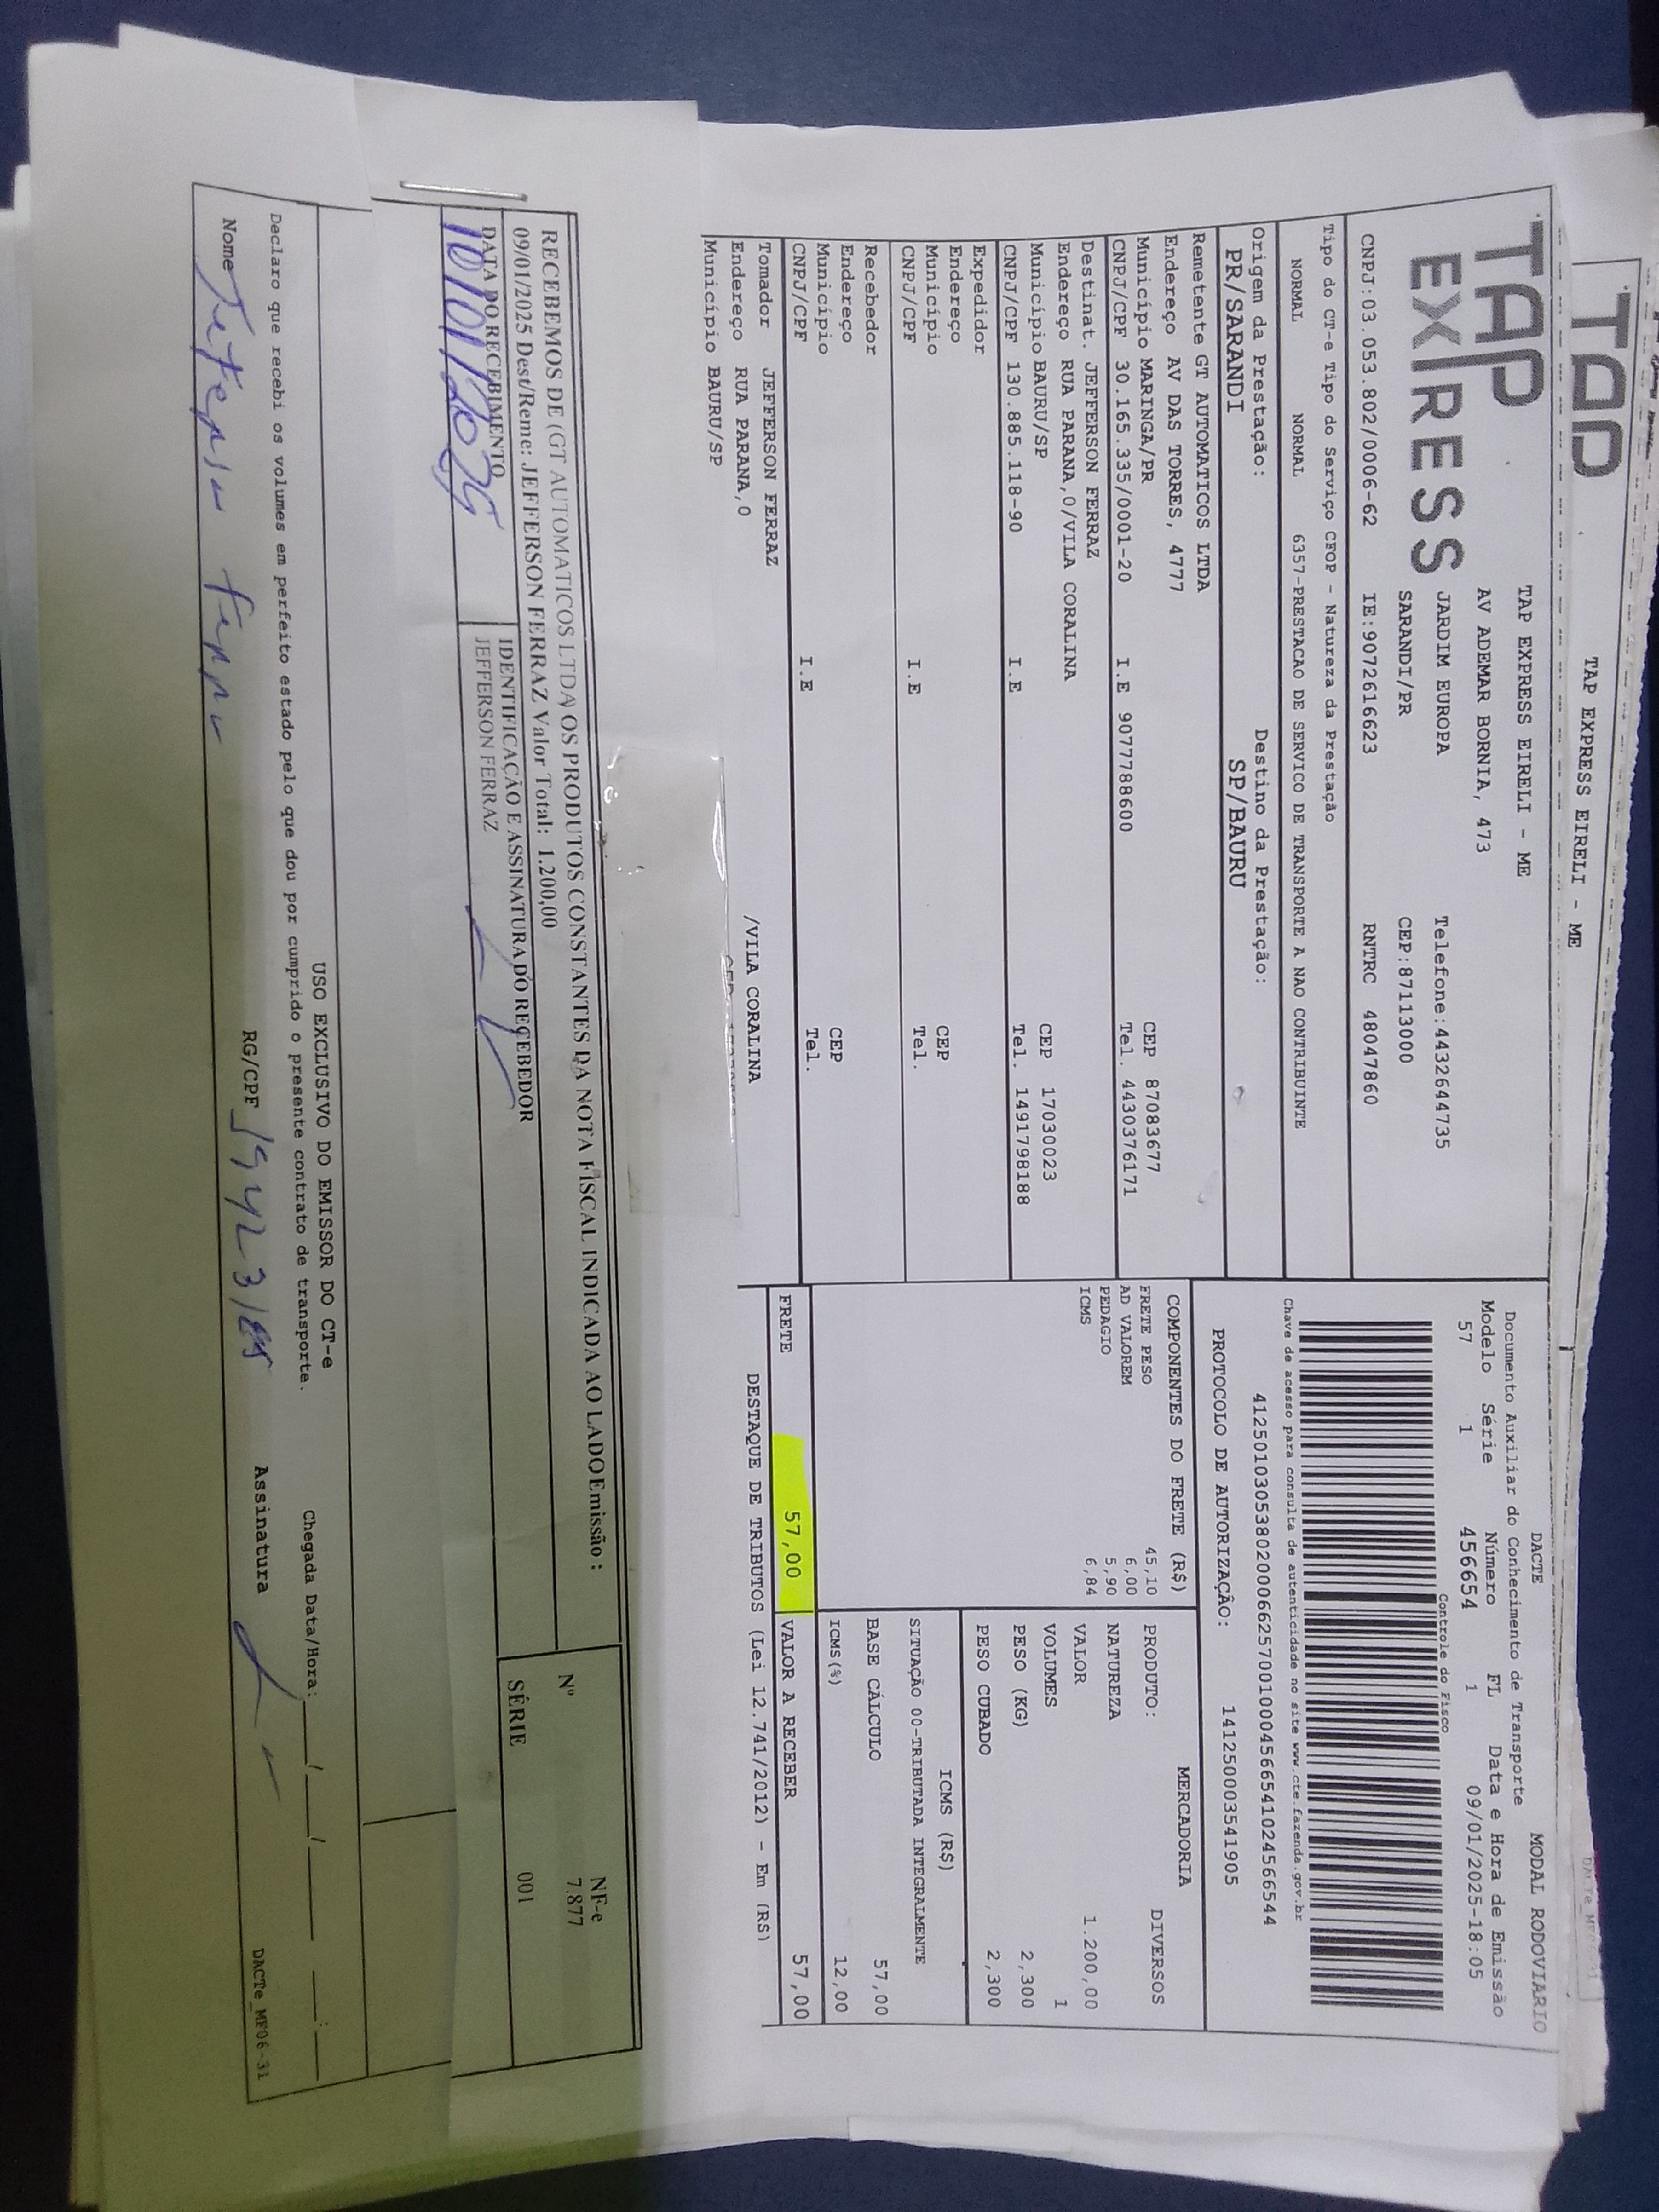 TAP EXPRESS EIRELI - ME
TAP
EXPRESS
TAP EXPRESS EIRELI - ME
AV ADEMAR BORNIA, 473
JARDIM EUROPA
Telefone:4432644735
SARANDI/PR
CEP:87113000
CNPJ:03.053.802/0006-62 IE:9072616623 RNTRC 48047860
Tipo do CT-e Tipo do Serviço CFOP - Natureza da Prestação
NORMAL NORMAL 6357-PRESTACAO DE SERVICO DE TRANSPORTE A NAO CONTRIBUINTE
Origem da Prestação: Destino da Prestação:
PR/SARANDI SP/BAURU
DACTE MODAL RODOVIARIO
Documento Auxiliar do Conhecimento de Transporte
Modelo Série Número FL Data e Hora de Emissão
57 1 456654 1 09/01/2025-18:05
Controle do Fisco
Chave de acesso para consulta de autenticidade no site www.cte.fazenda.gov.br
41250103053802000662570010004566541024566544
PROTOCOLO DE AUTORIZAÇÃO: 141250003541905
Remetente GT AUTOMATICOS LTDA
Endereço AV DAS TORRES, 4777
Município MARINGA/PR CEP 87083677
CNPJ/CPF 30.165.335/0001-20 I.E 9077788600 Tel. 4430376171
Destinat. JEFFERSON FERRAZ
Endereço RUA PARANA,0/VILA CORALINA
Município BAURU/SP CEP 17030023
CNPJ/CPF 130.885.118-90 I.E Tel. 1491798188
Expedidor
Endereço
Município CEP
CNPJ/CPF I.E Tel.
Recebedor
Endereço
Município CEP
CNPJ/CPF I.E Tel.
Tomador JEFFERSON FERRAZ
Endereço RUA PARANA,0 /VILA CORALINA
Município BAURU/SP
COMPONENTES DO FRETE (R$)
FRETE PESO 45,10
AD VALOREM 6,00
PEDAGIO 5,90
ICMS 6,84
MERCADORIA
PRODUTO: DIVERSOS
NATUREZA
VALOR 1.200,00
VOLUMES 1
PESO (KG) 2,300
PESO CUBADO 2,300
ICMS (R$)
SITUAÇÃO 00-TRIBUTADA INTEGRALMENTE
BASE CÁLCULO 57,00
ICMS(%) 12,00
FRETE 57,00 VALOR A RECEBER 57,00
DESTAQUE DE TRIBUTOS (Lei 12.741/2012) - Em (R$)
RECEBEMOS DE (GT AUTOMATICOS LTDA) OS PRODUTOS CONSTANTES DA NOTA FISCAL INDICADA AO LADO Emissão :
09/01/2025 Dest/Reme: JEFFERSON FERRAZ Valor Total: 1.200,00
DATA DO RECEBIMENTO
10/01/2025
IDENTIFICAÇÃO E ASSINATURA DO RECEBEDOR
JEFFERSON FERRAZ
NF-e
Nº 7.877
SÉRIE 001
USO EXCLUSIVO DO EMISSOR DO CT-e
Declaro que recebi os volumes em perfeito estado pelo que dou por cumprido o presente contrato de transporte.
Chegada Data/Hora:___/___/___ __:__
Nome RG/CPF Assinatura
DACTe_MF06-31